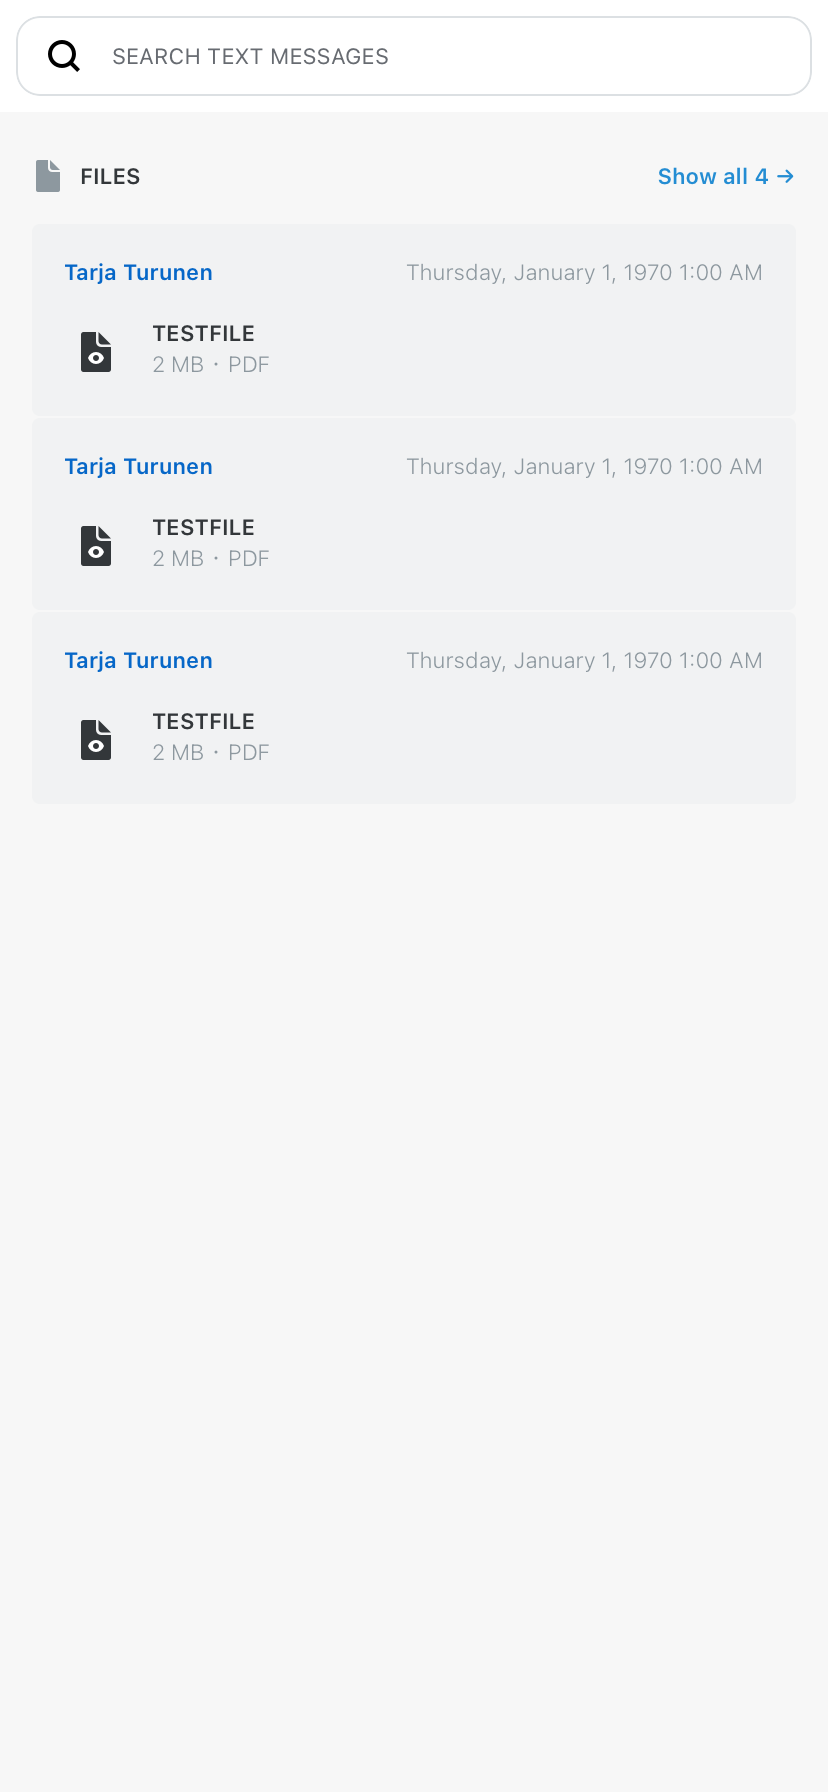 SEARCH TEXT MESSAGES
FILES
Show all 4 →
Tarja Turunen
Thursday, January 1, 1970 1:00 AM
TESTFILE
2 MB · PDF
Tarja Turunen
Thursday, January 1, 1970 1:00 AM
TESTFILE
2 MB · PDF
Tarja Turunen
Thursday, January 1, 1970 1:00 AM
TESTFILE
2 MB · PDF